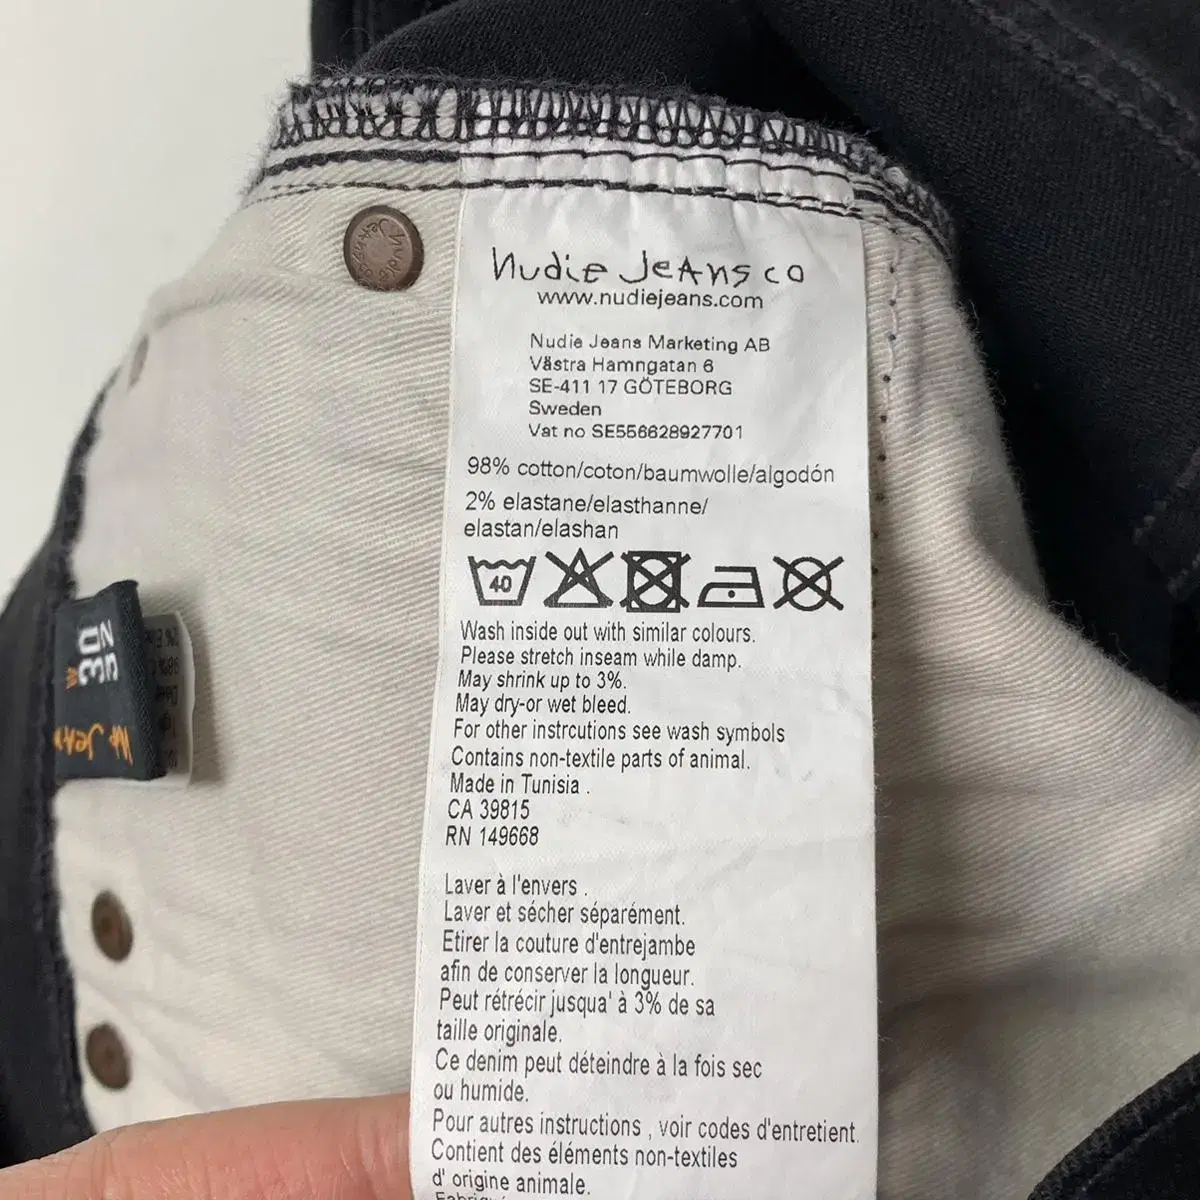 Nudie Jeans co
www.nudiejeans.com
Nudie Jeans Marketing AB
Västra Hamngatan 6
SE-411 17 GÖTEBORG
Sweden
Vat no SE556628927701
98% cotton/coton/baumwolle/algodón
2% elastane/elasthanne/
elastan/elashan
40
Wash inside out with similar colours.
Please stretch inseam while damp.
May shrink up to 3%.
May dry-or wet bleed.
For other instrcutions see wash symbols
Contains non-textile parts of animal.
Made in Tunisia .
CA 39815
RN 149668
Laver à l'envers .
Laver et sécher séparément.
Etirer la couture d'entrejambe
afin de conserver la longueur.
Peut rétrécir jusqua' à 3% de sa
taille originale.
Ce denim peut déteindre à la fois sec
ou humide.
Pour autres instructions , voir codes d'entretient.
Contient des éléments non-textiles
d' origine animale.
Nudie
Jeans
W 30